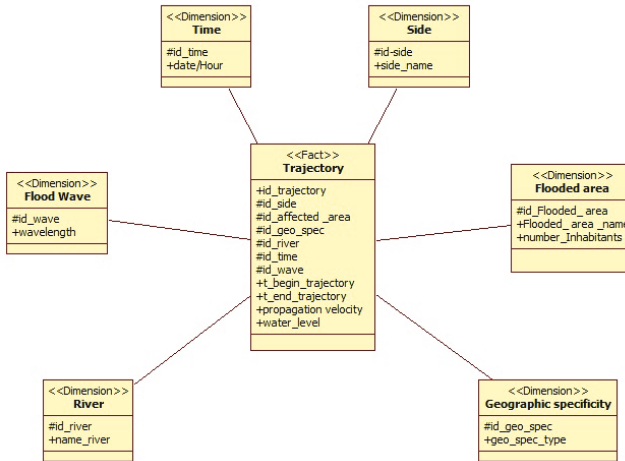 <<Dimension>>
Time
#id_time
+date/Hour
<<Dimension>>
Side
#id-side
+side_name
<<Fact>>
Trajectory
+id_trajectory
#id_side
#id_affected _area
#id_geo_spec
#id_river
#id_time
#id_wave
+t_begin_trajectory
+t_end_trajectory
+propagation velocity
+water_level
<<Dimension>>
Flood Wave
#id_wave
+wavelength
<<Dimension>>
Flooded area
#id_Flooded_ area
+Flooded_ area _name
+number_Inhabitants
<<Dimension>>
River
#id_river
+name_river
<<Dimension>>
Geographic specificity
#id_geo_spec
+geo_spec_type